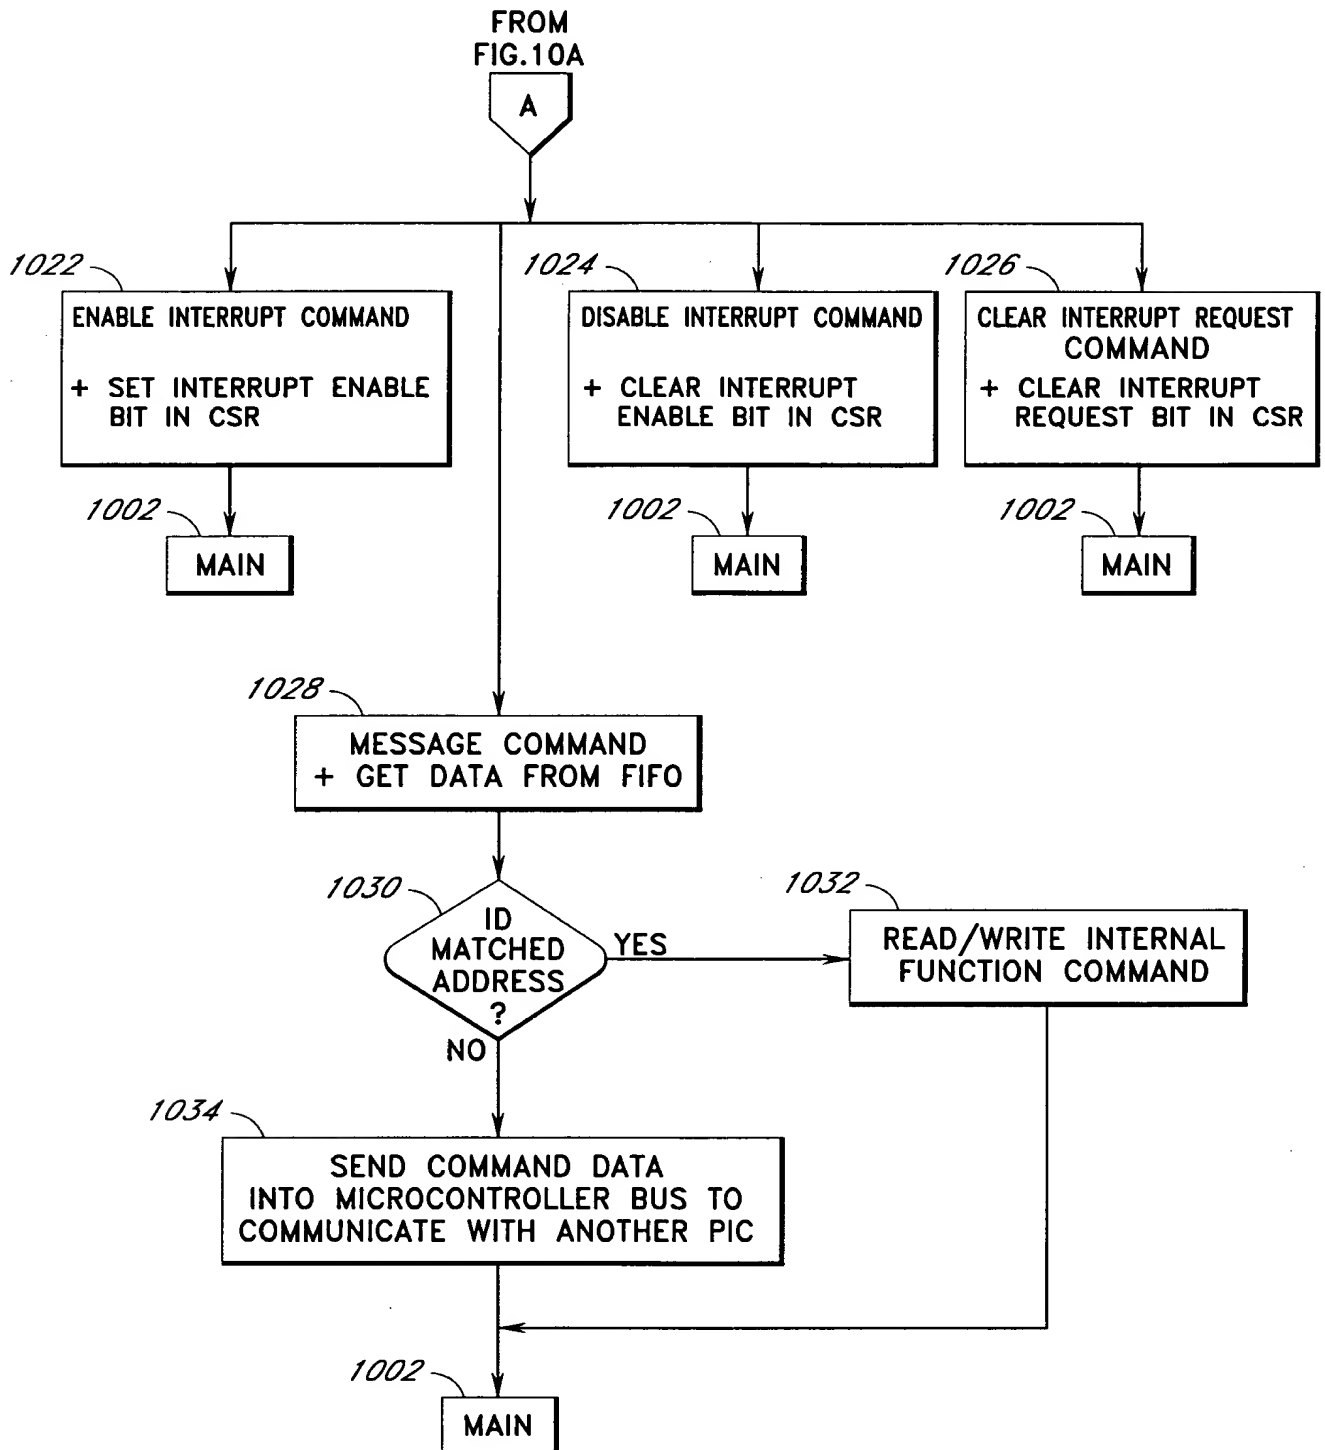 FROM
FIG.10A
A
1022
ENABLE INTERRUPT COMMAND
+ SET INTERRUPT ENABLE
BIT IN CSR
1002
MAIN
1024
DISABLE INTERRUPT COMMAND
+ CLEAR INTERRUPT
ENABLE BIT IN CSR
1002
MAIN
1026
CLEAR INTERRUPT REQUEST
COMMAND
+ CLEAR INTERRUPT
REQUEST BIT IN CSR
1002
MAIN
1028
MESSAGE COMMAND
+ GET DATA FROM FIFO
1030
ID
MATCHED
ADDRESS
?
YES
NO
1032
READ/WRITE INTERNAL
FUNCTION COMMAND
1034
SEND COMMAND DATA
INTO MICROCONTROLLER BUS TO
COMMUNICATE WITH ANOTHER PIC
1002
MAIN